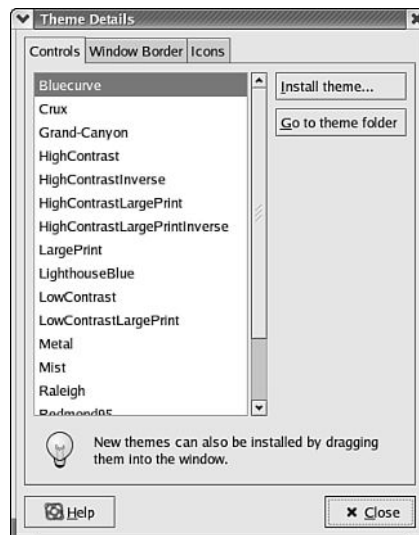 Theme Details
Controls
Window Border
Icons
Bluecurve
Crux
Grand-Canyon
HighContrast
HighContrastInverse
HighContrastLargePrint
HighContrastLargePrintInverse
LargePrint
LighthouseBlue
LowContrast
LowContrastLargePrint
Metal
Mist
Raleigh
Redmond95
Install theme...
Go to theme folder
New themes can also be installed by dragging
them into the window.
Help
Close